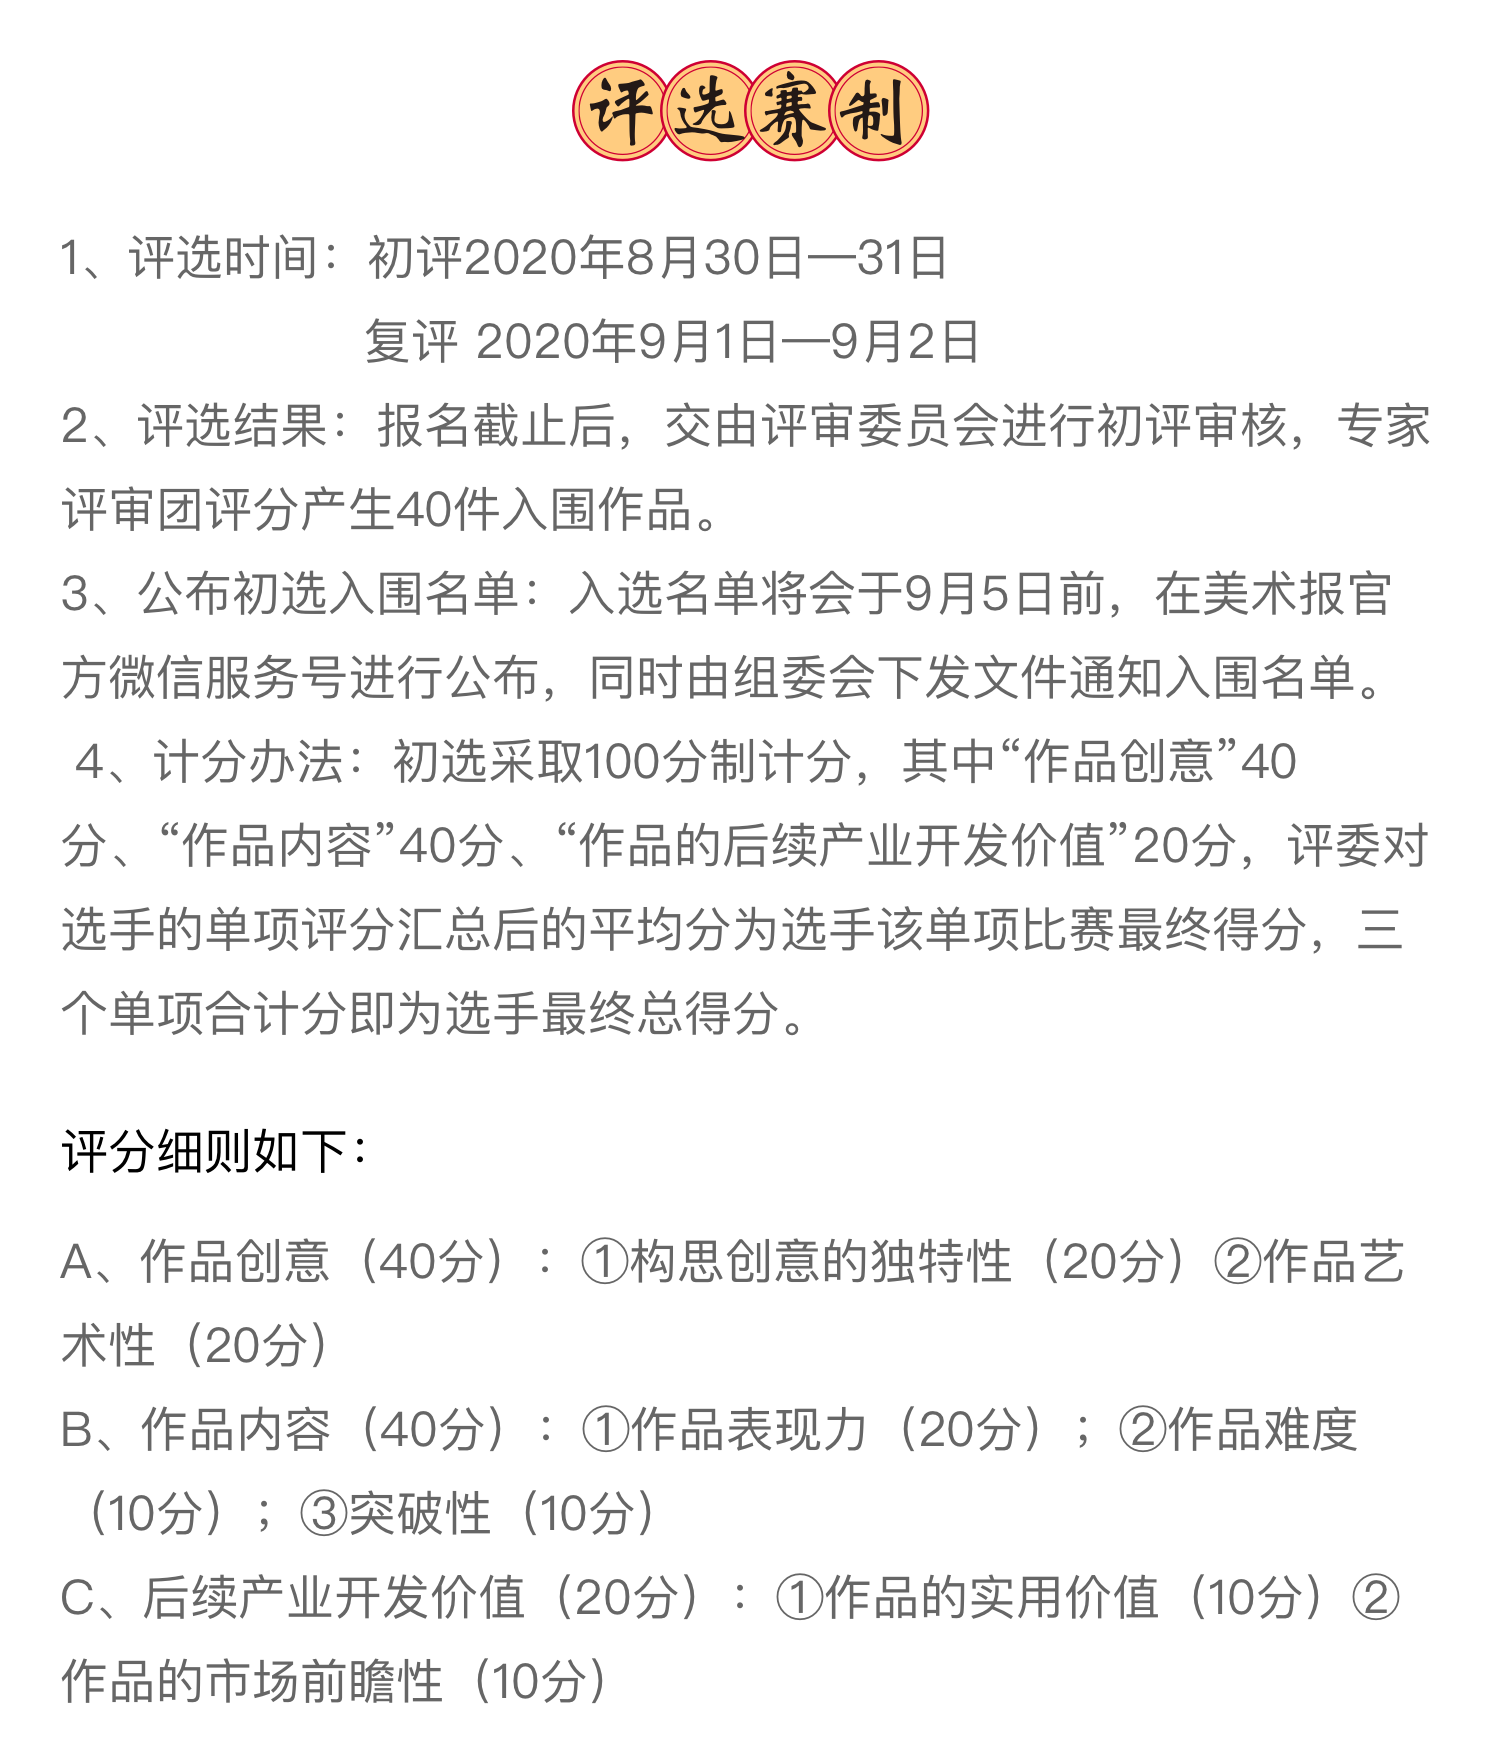 评选赛制
1、评选时间：初评2020年8月30日—31日
复评 2020年9月1日—9月2日
2、评选结果：报名截止后，交由评审委员会进行初评审核，专家
评审团评分产生40件入围作品。
3、公布初选入围名单：入选名单将会于9月5日前，在美术报官
方微信服务号进行公布，同时由组委会下发文件通知入围名单。
4、计分办法：初选采取100分制计分，其中“作品创意”40
分、“作品内容”40分、“作品的后续产业开发价值”20分，评委对
选手的单项评分汇总后的平均分为选手该单项比赛最终得分，三
个单项合计分即为选手最终总得分。
评分细则如下：
A、作品创意（40分）：①构思创意的独特性（20分）②作品艺
术性（20分）
B、作品内容（40分）：①作品表现力（20分）；②作品难度
（10分）；③突破性（10分）
C、后续产业开发价值（20分）：①作品的实用价值（10分）②
作品的市场前瞻性（10分）